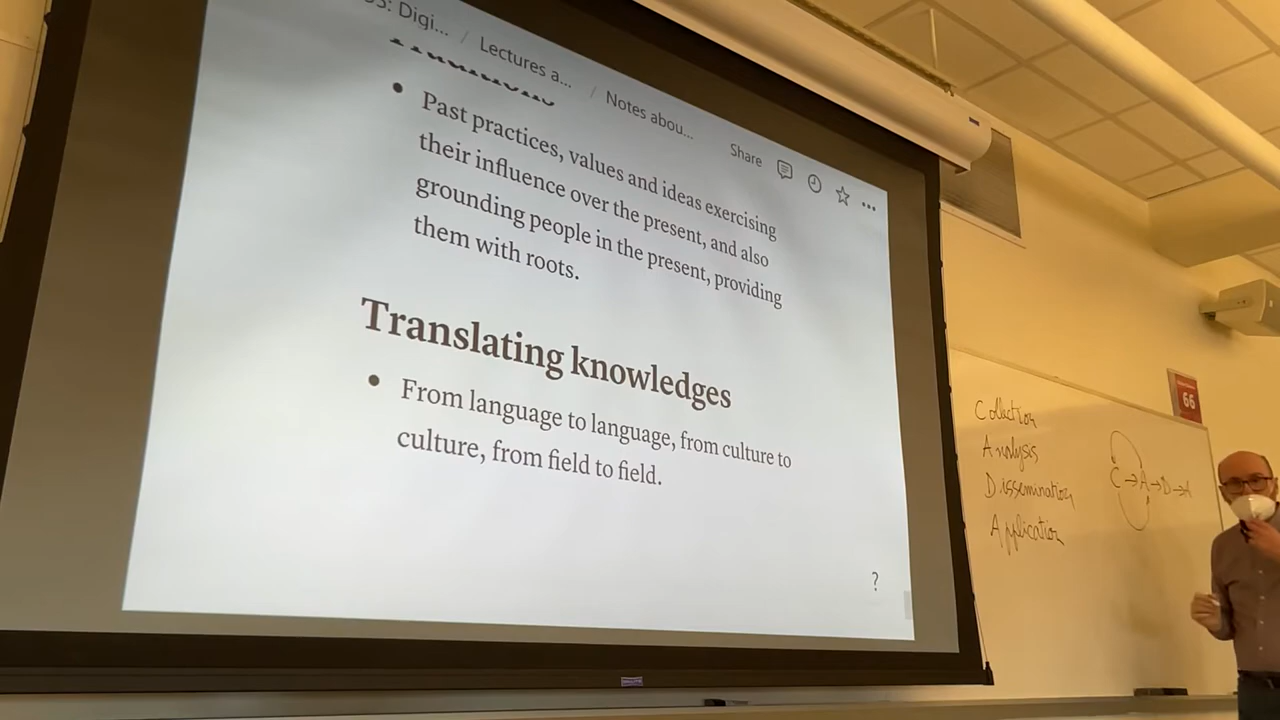 03: Digi... / Lectures a... / Notes abou...
Share
Past practices, values and ideas exercising
their influence over the present, and also
grounding people in the present, providing
them with roots.
Translating knowledges
From language to language, from culture to
culture, from field to field.
?
Collection
Analysis
Dissemination
Application
C → A → D → A
66